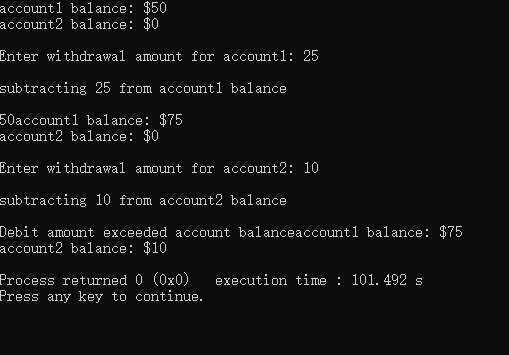 account1 balance: $50
account2 balance: $0
Enter withdrawal amount for account1: 25
subtracting 25 from account1 balance
50account1 balance: $75
account2 balance: $0
Enter withdrawal amount for account2: 10
subtracting 10 from account2 balance
Debit amount exceeded account balanceaccount1 balance: $75
account2 balance: $10
Process returned 0 (0x0)   execution time : 101.492 s
Press any key to continue.